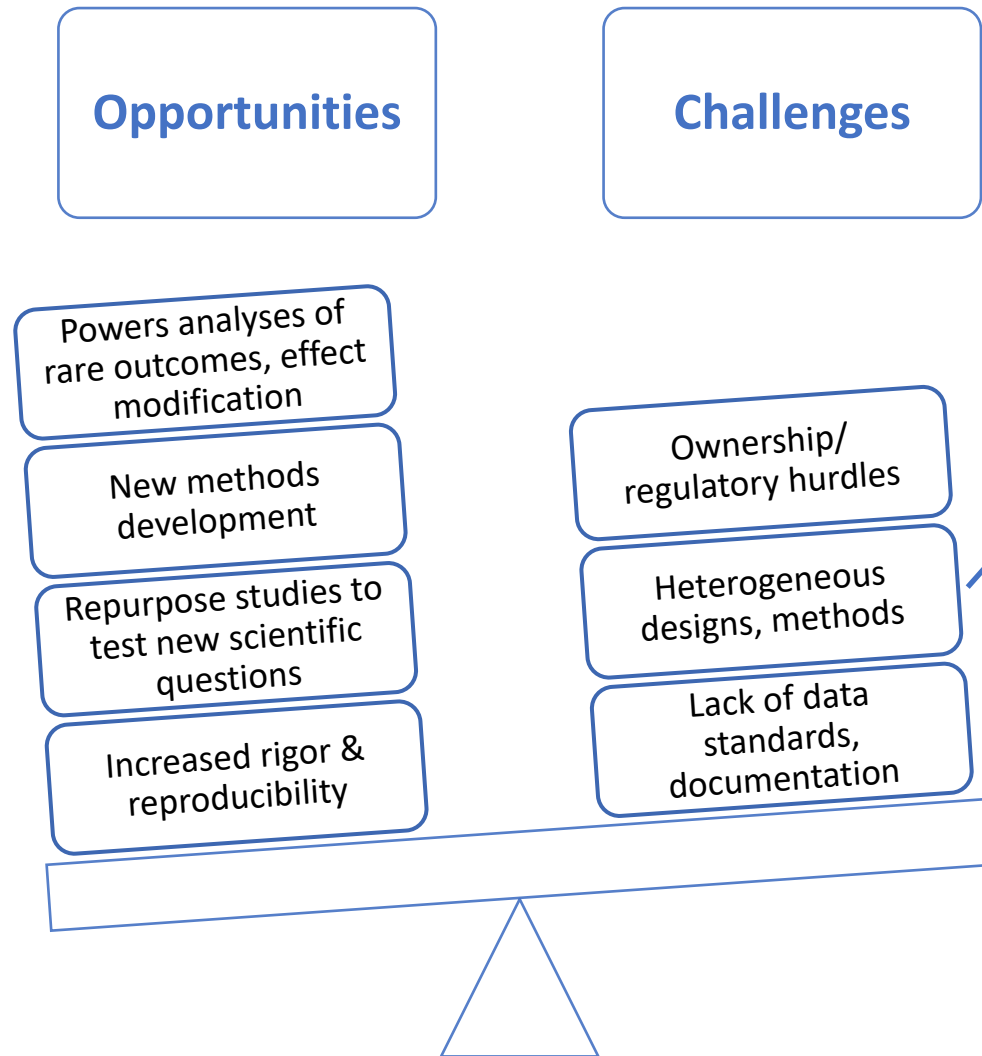 Opportunities
Challenges
Powers analyses of
rare outcomes, effect
modification
New methods
development
Repurpose studies to
test new scientific
questions
Increased rigor &
reproducibility
Ownership/
regulatory hurdles
Heterogeneous
designs, methods
Lack of data
standards,
documentation